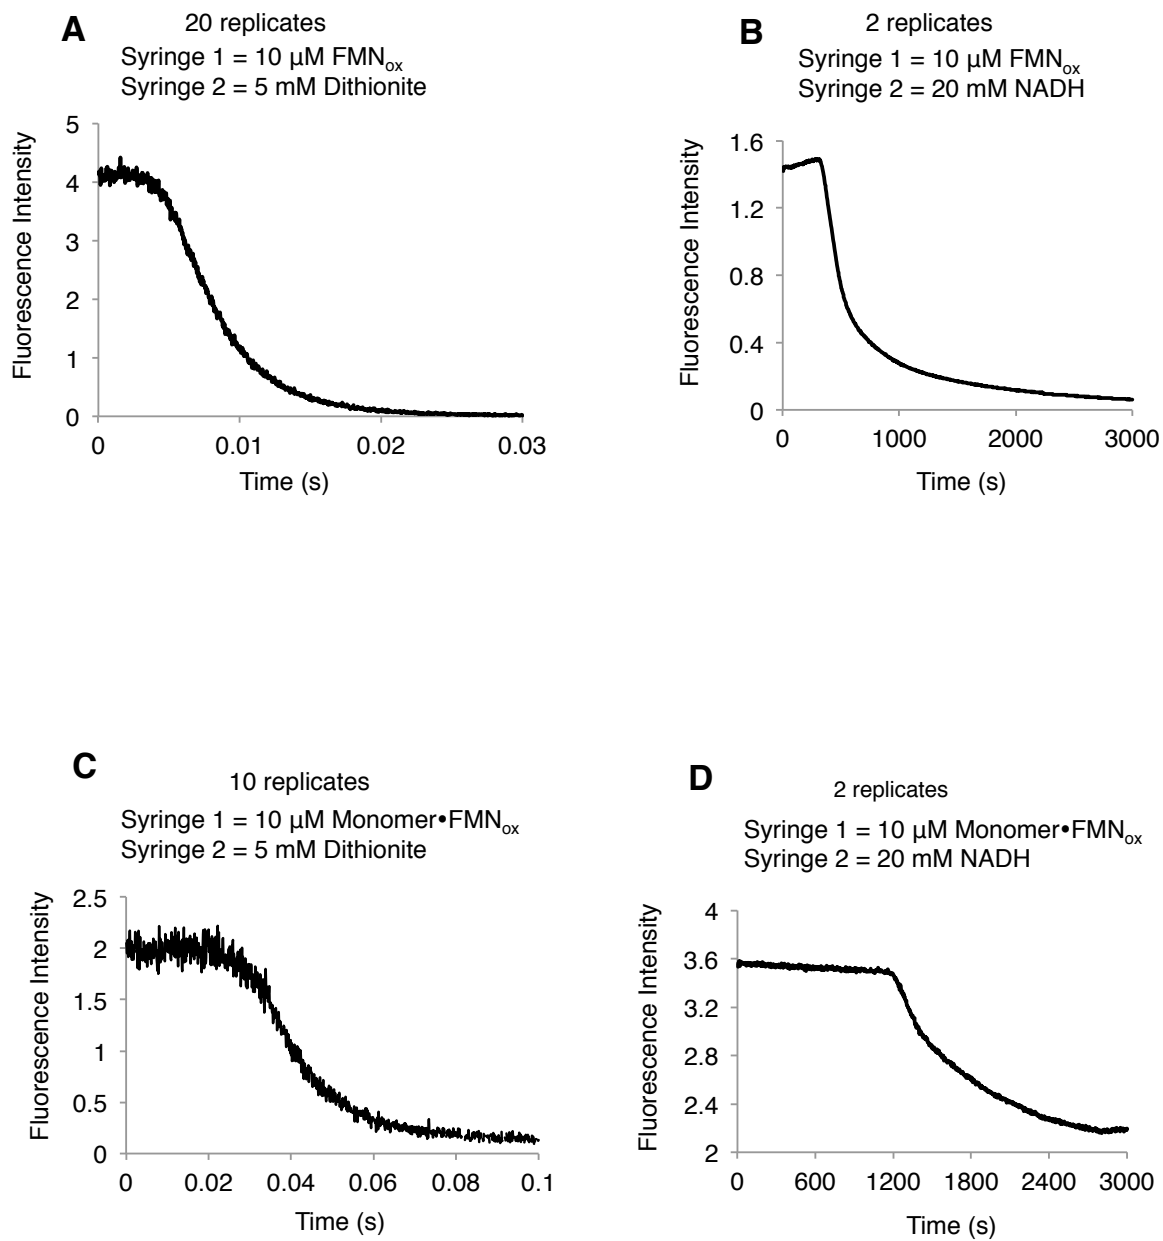 A
20 replicates
Syringe 1 = 10 µM FMNox
Syringe 2 = 5 mM Dithionite
Fluorescence Intensity
5
4
3
2
1
0
0 0.01 0.02 0.03
Time (s)
B
2 replicates
Syringe 1 = 10 µM FMNox
Syringe 2 = 20 mM NADH
Fluorescence Intensity
1.6
1.2
0.8
0.4
0
0 1000 2000 3000
Time (s)
C
10 replicates
Syringe 1 = 10 µM Monomer•FMNox
Syringe 2 = 5 mM Dithionite
Fluorescence Intensity
2.5
2
1.5
1
0.5
0
0 0.02 0.04 0.06 0.08 0.1
Time (s)
D
2 replicates
Syringe 1 = 10 µM Monomer•FMNox
Syringe 2 = 20 mM NADH
Fluorescence Intensity
4
3.6
3.2
2.8
2.4
2
0 600 1200 1800 2400 3000
Time (s)